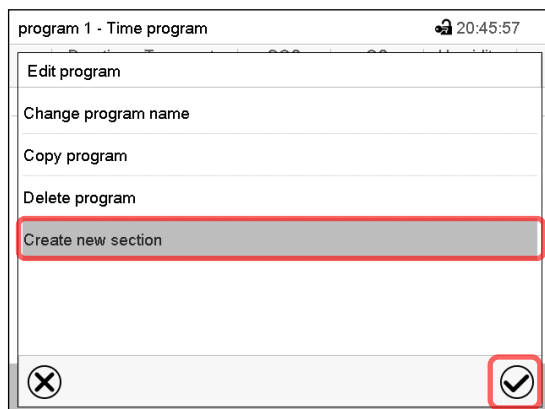 program 1 - Time program 20:45:57
Edit program
Change program name
Copy program
Delete program
Create new section